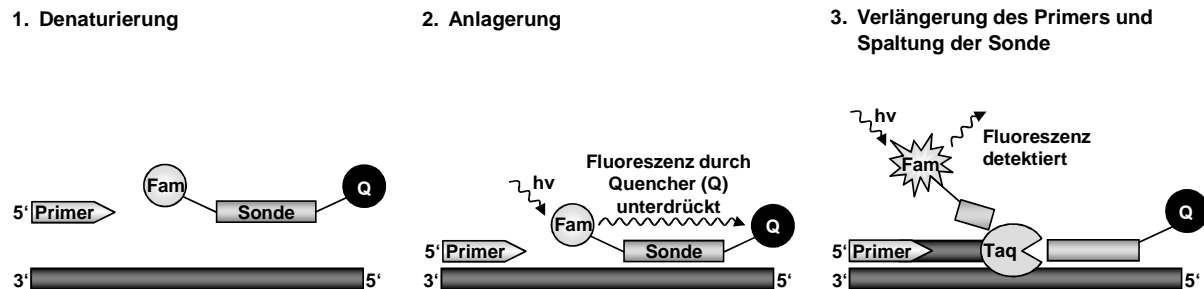 1. Denaturierung
Fam
Q
5‘ Primer
Sonde
3‘
5‘
2. Anlagerung
hv
Fluoreszenz durch
Quencher (Q)
unterdrückt
Fam
Q
5‘ Primer
Sonde
3‘
5‘
3. Verlängerung des Primers und
Spaltung der Sonde
hv
Fluoreszenz
detektiert
Fam
Q
5‘ Primer
Taq
3‘
5‘